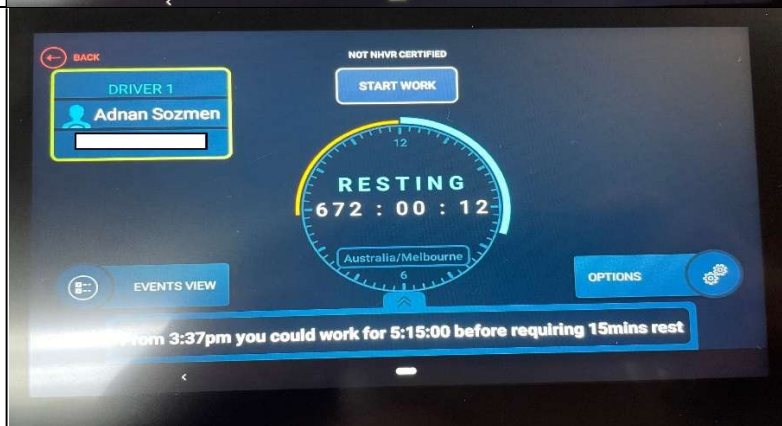 BACK
NOT NHVR CERTIFIED
START WORK
DRIVER 1
Adnan Sozmen
12
RESTING
672 : 00 : 12
Australia/Melbourne
6
EVENTS VIEW
OPTIONS
3:37pm you could work for 5:15:00 before requiring 15mins rest